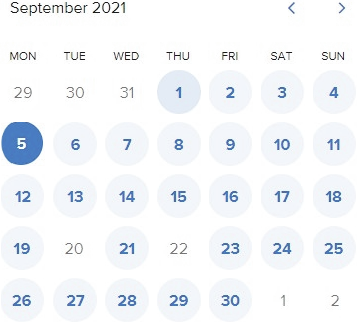 September 2021
MON TUE WED THU FRI SAT SUN
29 30 31 1 2 3 4
5 6 7 8 9 10 11
12 13 14 15 16 17 18
19 20 21 22 23 24 25
26 27 28 29 30 1 2